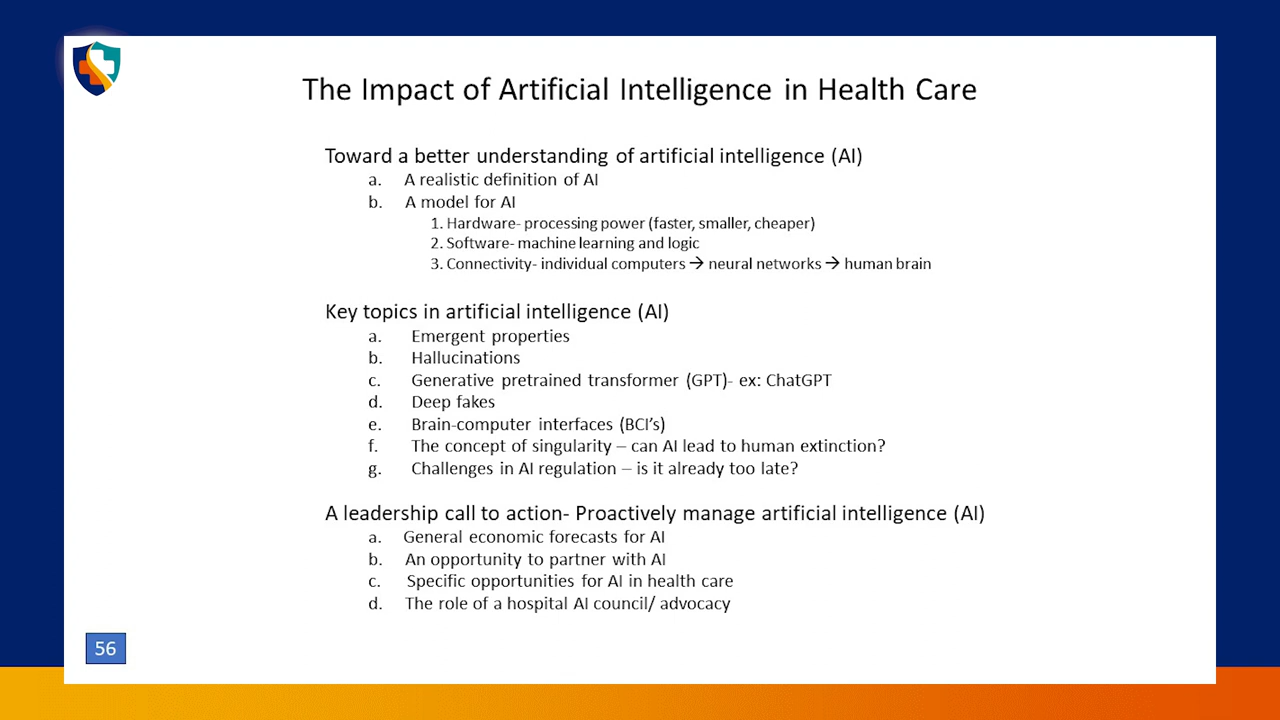 The Impact of Artificial Intelligence in Health Care
Toward a better understanding of artificial intelligence (AI)
a. A realistic definition of AI
b. A model for AI
1. Hardware- processing power (faster, smaller, cheaper)
2. Software- machine learning and logic
3. Connectivity- individual computers → neural networks → human brain
Key topics in artificial intelligence (AI)
a. Emergent properties
b. Hallucinations
c. Generative pretrained transformer (GPT)- ex: ChatGPT
d. Deep fakes
e. Brain-computer interfaces (BCI’s)
f. The concept of singularity – can AI lead to human extinction?
g. Challenges in AI regulation – is it already too late?
A leadership call to action- Proactively manage artificial intelligence (AI)
a. General economic forecasts for AI
b. An opportunity to partner with AI
c. Specific opportunities for AI in health care
d. The role of a hospital AI council/ advocacy
56